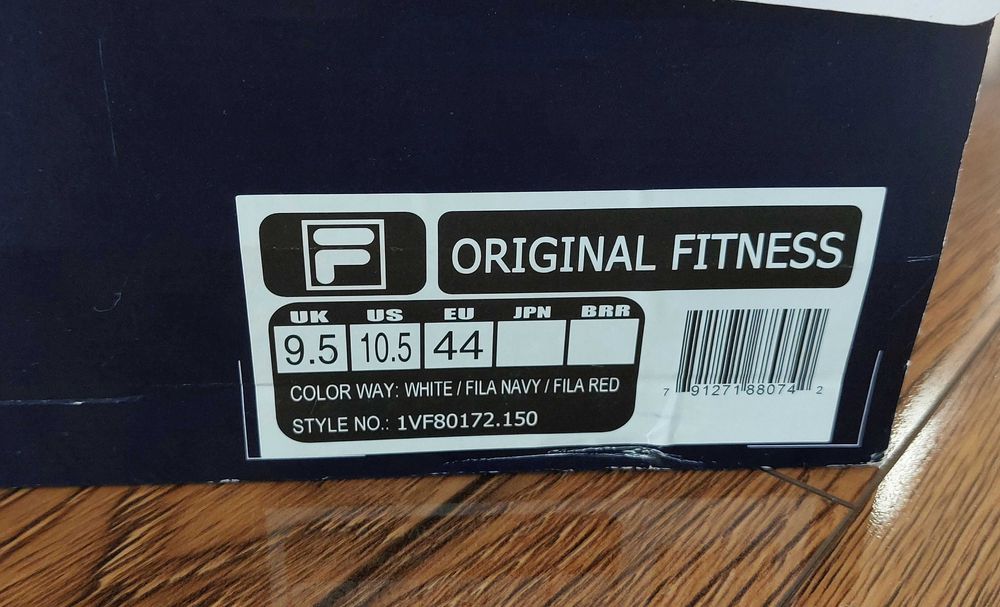 F
ORIGINAL FITNESS
UK US EU JPN BRR
9.5 10.5 44
COLOR WAY: WHITE / FILA NAVY / FILA RED
STYLE NO.: 1VF80172.150
7 91271 88074 2